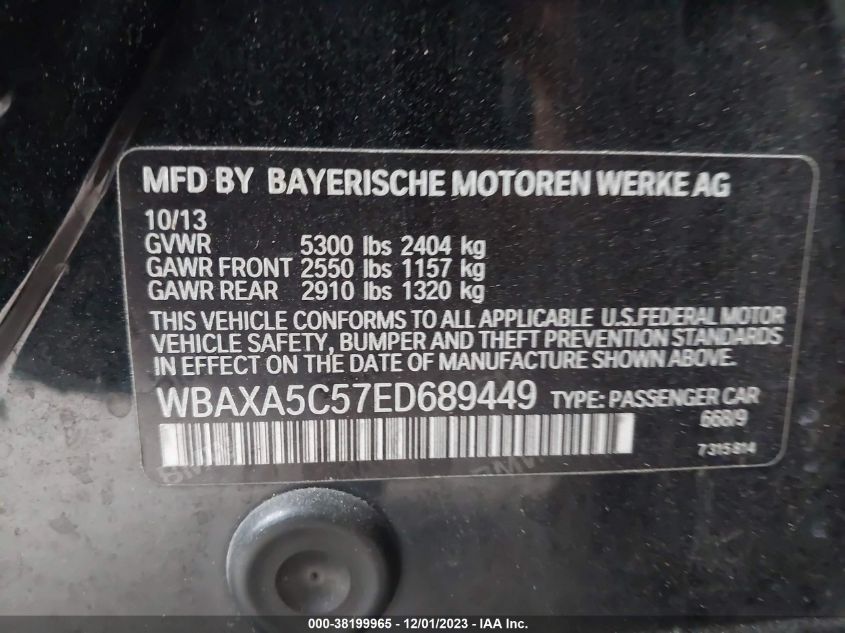 MFD BY BAYERISCHE MOTOREN WERKE AG
10/13
GVWR 5300 lbs 2404 kg
GAWR FRONT 2550 lbs 1157 kg
GAWR REAR 2910 lbs 1320 kg
THIS VEHICLE CONFORMS TO ALL APPLICABLE U.S.FEDERAL MOTOR
VEHICLE SAFETY, BUMPER AND THEFT PREVENTION STANDARDS
IN EFFECT ON THE DATE OF MANUFACTURE SHOWN ABOVE.
WBAXA5C57ED689449 TYPE: PASSENGER CAR
668/9
7 315 814
000-38199965 - 12/01/2023 - IAA Inc.